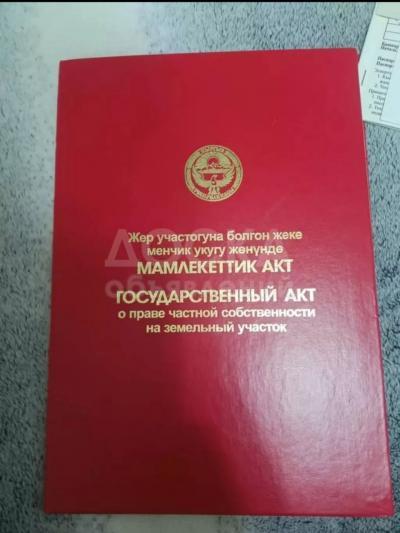 Жер участогуна болгон жеке
менчик укугу жөнүндө
МАМЛЕКЕТТИК АКТ
ГОСУДАРСТВЕННЫЙ АКТ
о праве частной собственности
на земельный участок